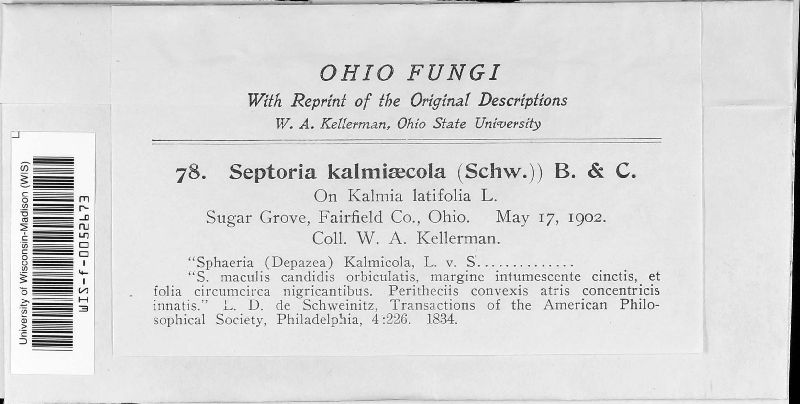 OHIO FUNGI
With Reprint of the Original Descriptions
W. A. Kellerman, Ohio State University
78. Septoria kalmiæcola (Schw.)) B. & C.
On Kalmia latifolia L.
Sugar Grove, Fairfield Co., Ohio. May 17, 1902.
Coll. W. A. Kellerman.
"Sphaeria (Depazea) Kalmicola, L. v. S..............
"S. maculis candidis orbiculatis, margine intumescente cinctis, et
folia circumcirca nigricantibus. Peritheciis convexis atris concentricis
innatis." L. D. de Schweinitz, Transactions of the American Philo-
sophical Society, Philadelphia, 4:226. 1834.
University of Wisconsin-Madison (WIS)
WIS-f-0052673